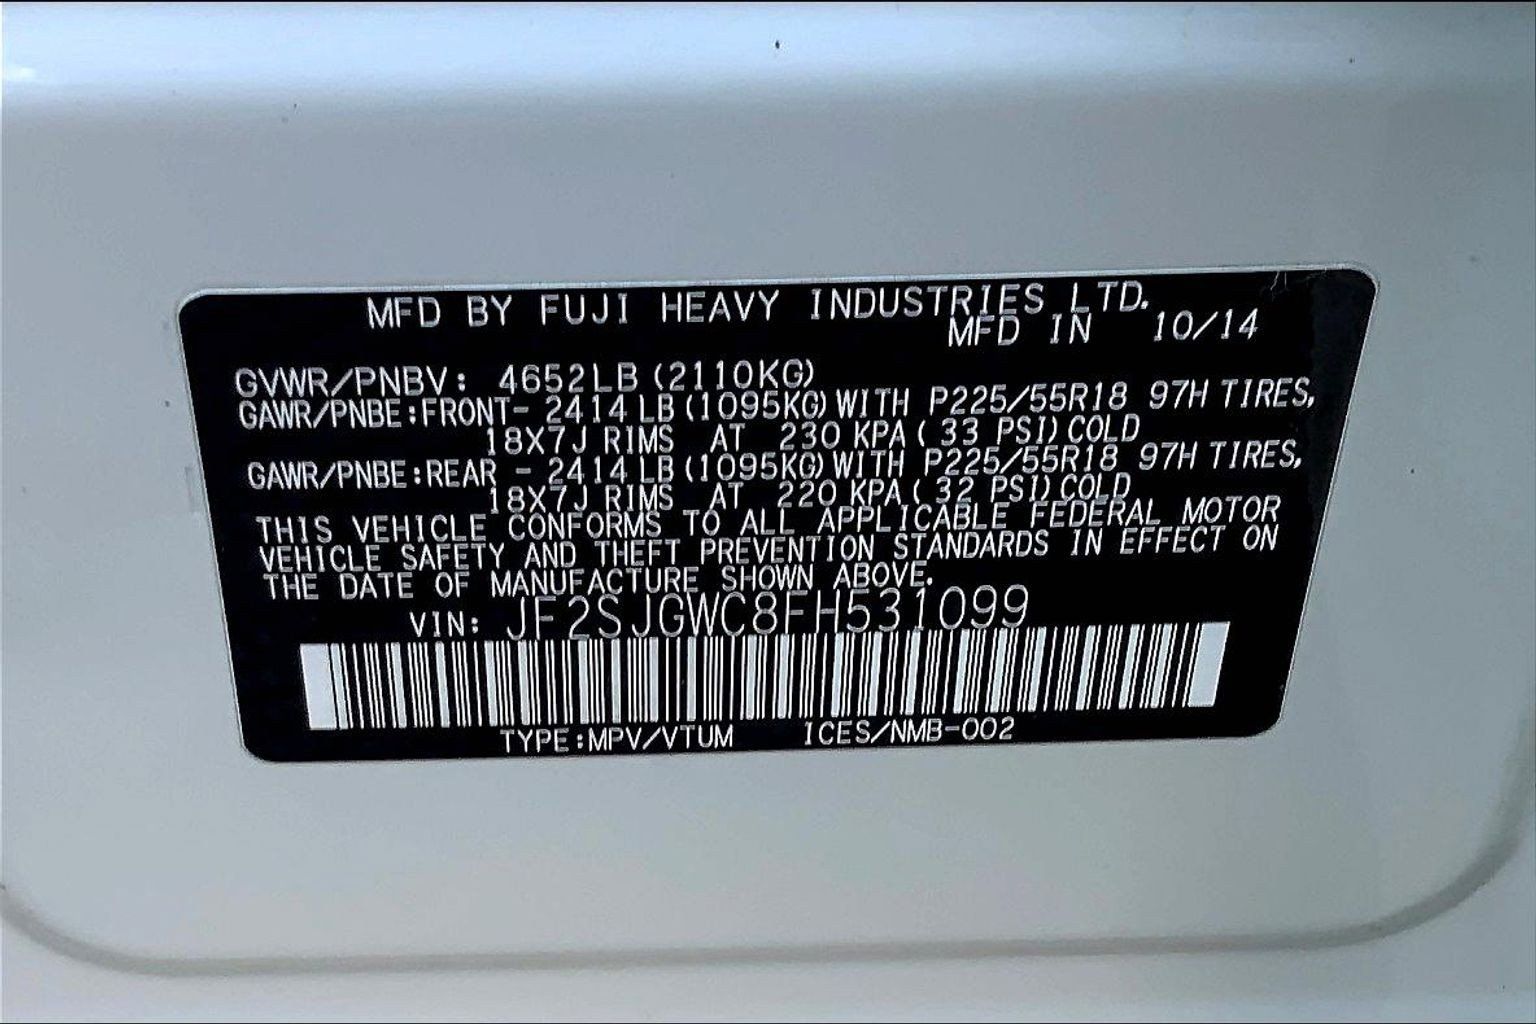 MFD BY FUJI HEAVY INDUSTRIES LTD.
MFD IN 10/14
GVWR/PNBV: 4652LB (2110KG)
GAWR/PNBE:FRONT- 2414LB(1095KG)WITH P225/55R18 97H TIRES,
18X7J RIMS AT 230 KPA( 33 PSI)COLD
GAWR/PNBE:REAR - 2414LB(1095KG)WITH P225/55R18 97H TIRES,
18X7J RIMS AT 220 KPA( 32 PSI)COLD
THIS VEHICLE CONFORMS TO ALL APPLICABLE FEDERAL MOTOR
VEHICLE SAFETY AND THEFT PREVENTION STANDARDS IN EFFECT ON
THE DATE OF MANUFACTURE SHOWN ABOVE.
VIN: JF2SJGWC8FH531099
TYPE:MPV/VTUM ICES/NMB-002